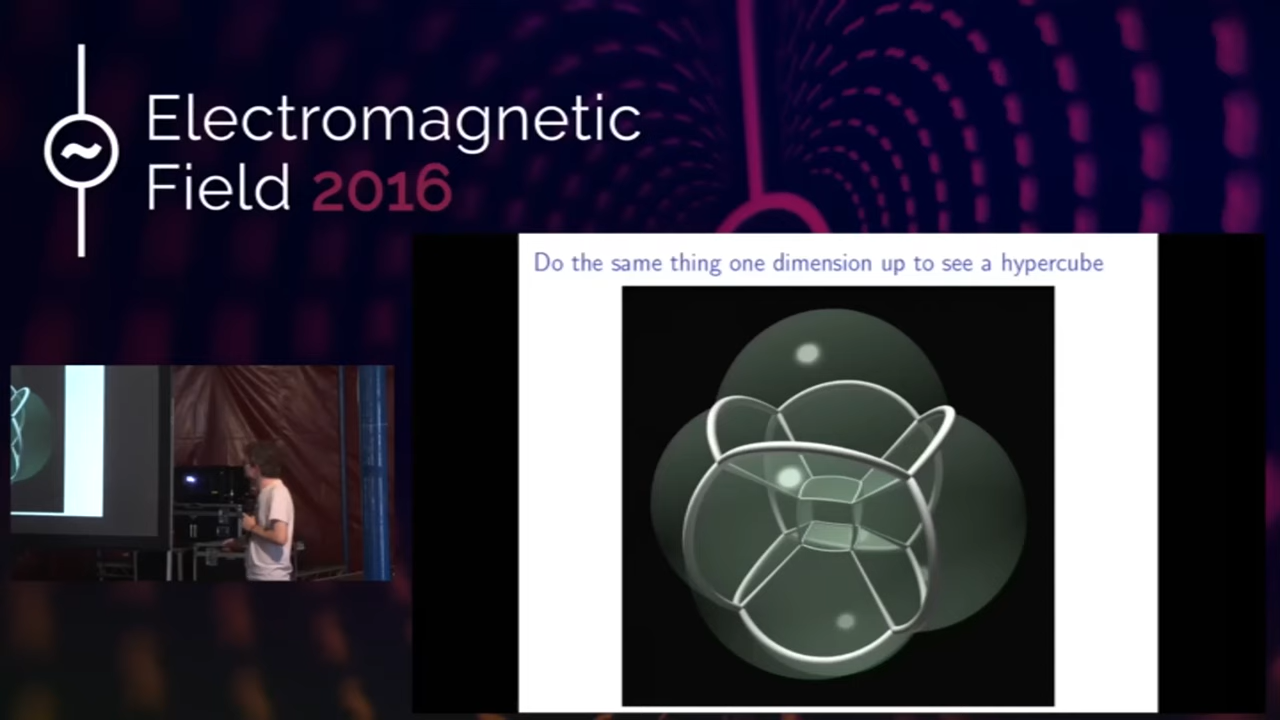 Electromagnetic
Field 2016
Do the same thing one dimension up to see a hypercube